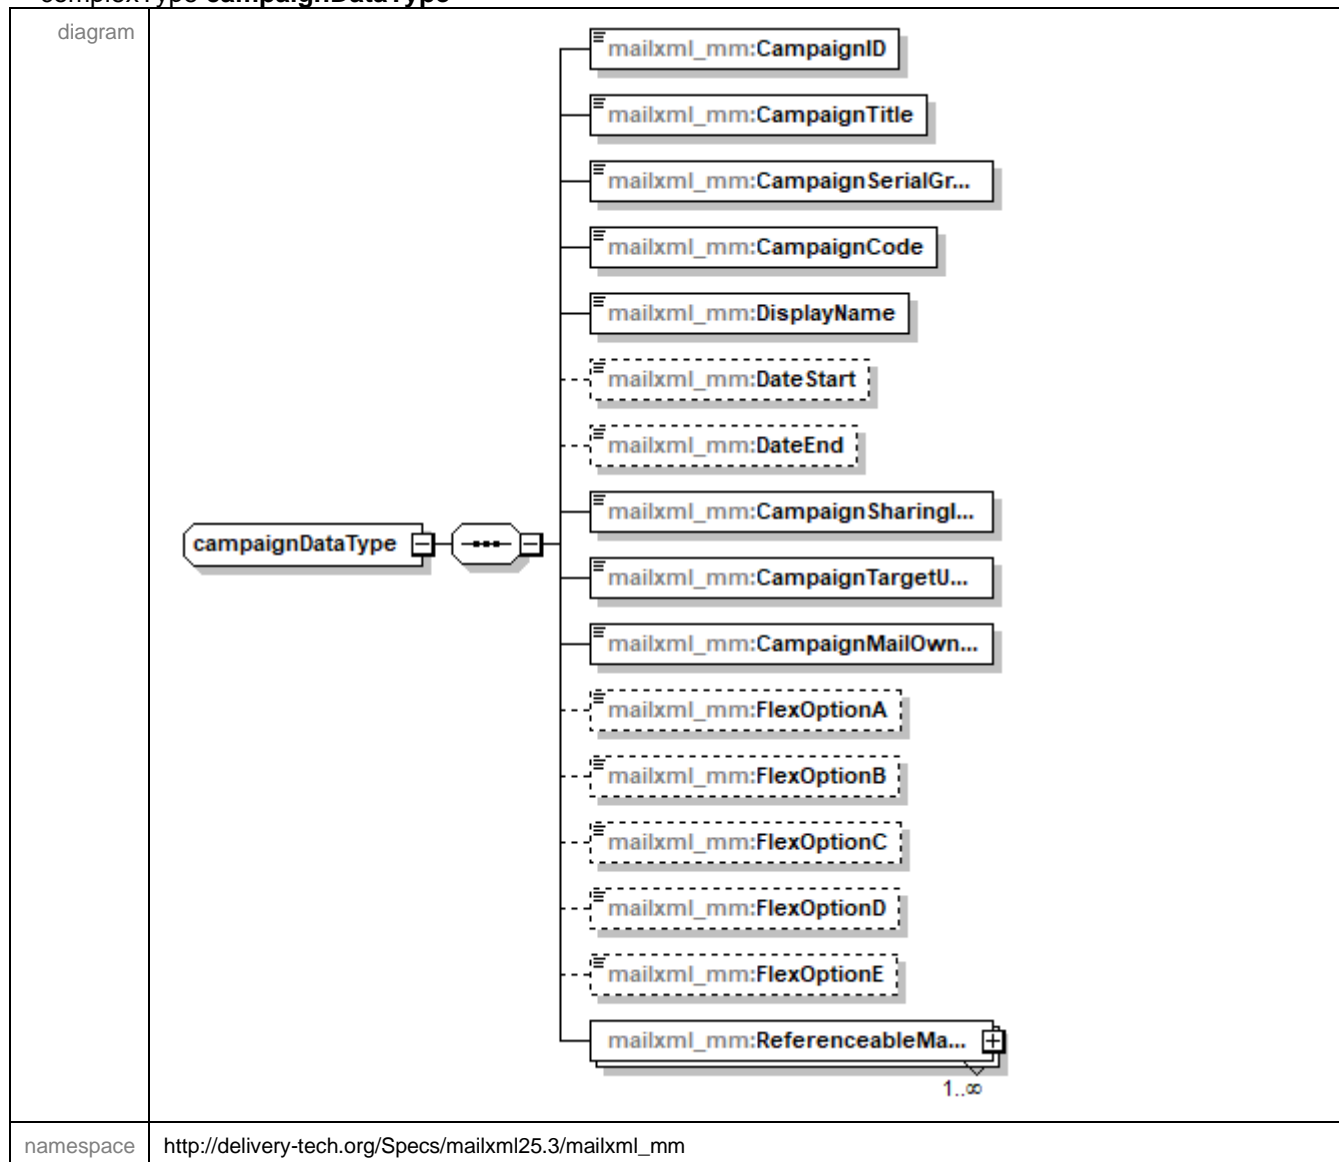 complexType campaignDataType
diagram
mailxml_mm:CampaignID
mailxml_mm:CampaignTitle
mailxml_mm:CampaignSerialGr...
mailxml_mm:CampaignCode
mailxml_mm:DisplayName
mailxml_mm:DateStart
mailxml_mm:DateEnd
mailxml_mm:CampaignSharingI...
campaignDataType
mailxml_mm:CampaignTargetU...
mailxml_mm:CampaignMailOwn...
mailxml_mm:FlexOptionA
mailxml_mm:FlexOptionB
mailxml_mm:FlexOptionC
mailxml_mm:FlexOptionD
mailxml_mm:FlexOptionE
mailxml_mm:ReferenceableMa...
1..∞
namespace http://delivery-tech.org/Specs/mailxml25.3/mailxml_mm